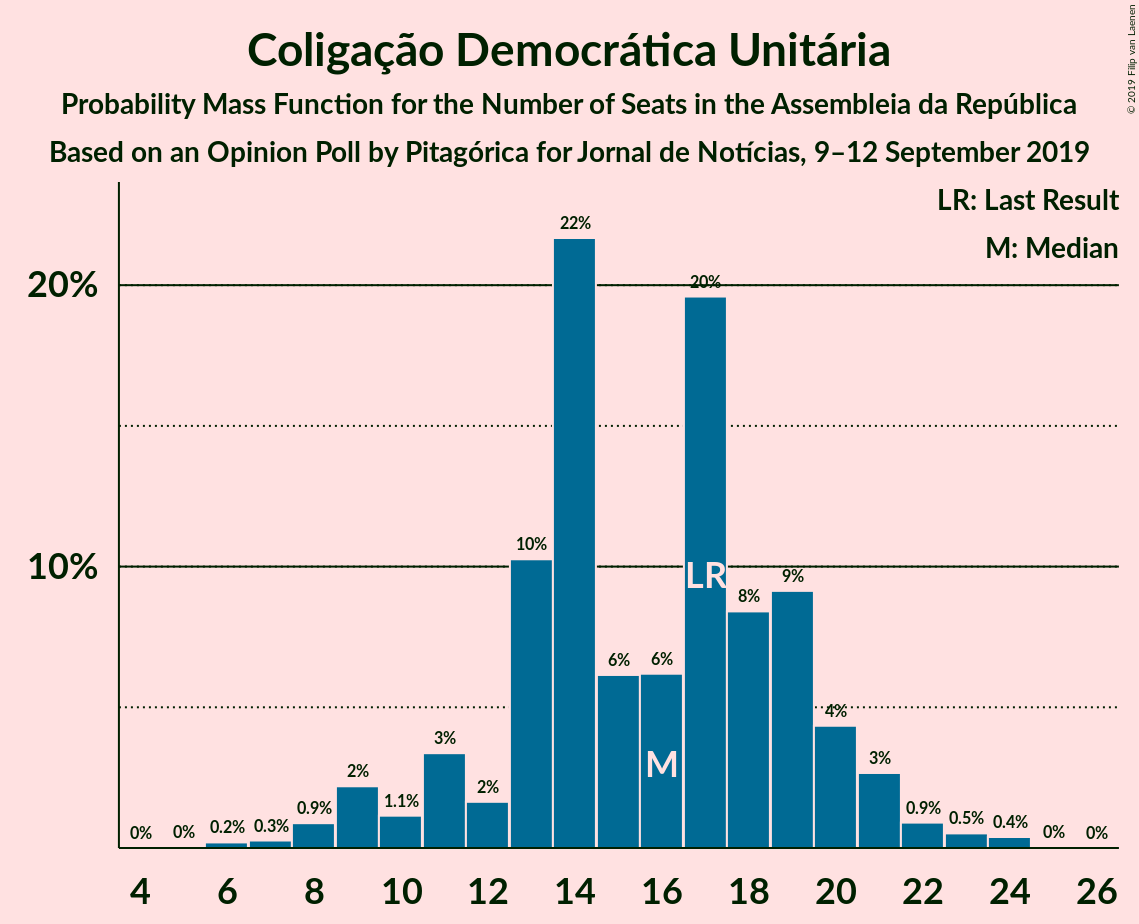 Coligação Democrática Unitária
Probability Mass Function for the Number of Seats in the Assembleia da República
Based on an Opinion Poll by Pitagórica for Jornal de Notícias, 9–12 September 2019
© 2019 Filip van Laenen
LR: Last Result
M: Median
20%
10%
0%
0%
0.2%
0.3%
0.9%
2%
1.1%
3%
2%
10%
22%
6%
6%
20%
8%
9%
4%
3%
0.9%
0.5%
0.4%
0%
0%
LR
M
4 6 8 10 12 14 16 18 20 22 24 26